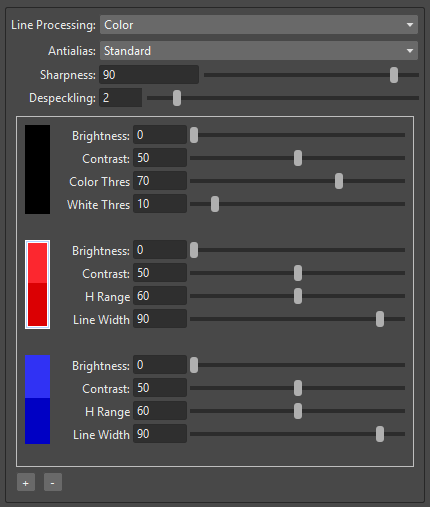 Line Processing: Color
Antialias: Standard
Sharpness: 90
Despeckling: 2
Brightness: 0
Contrast: 50
Color Thres 70
White Thres 10
Brightness: 0
Contrast: 50
H Range 60
Line Width 90
Brightness: 0
Contrast: 50
H Range 60
Line Width 90
+ -